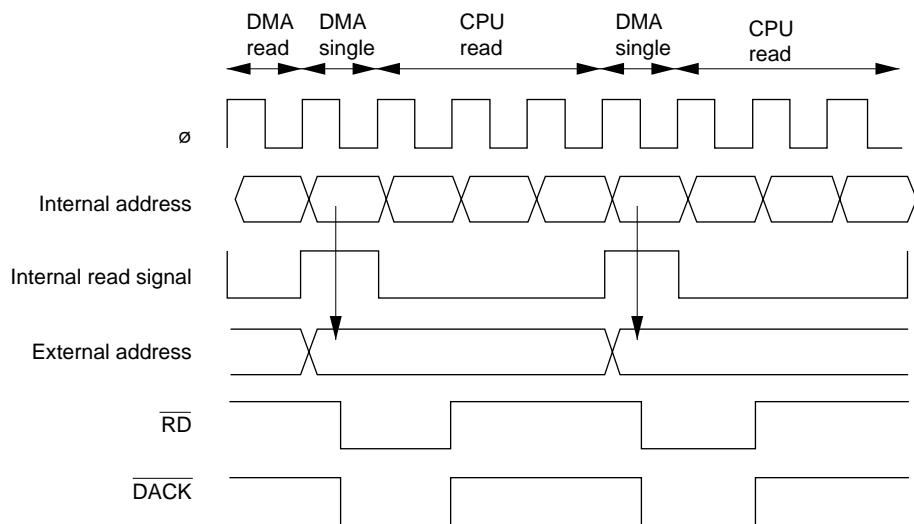 DMA read
DMA single
CPU read
DMA single
CPU read
ø
Internal address
Internal read signal
External address
RD
DACK